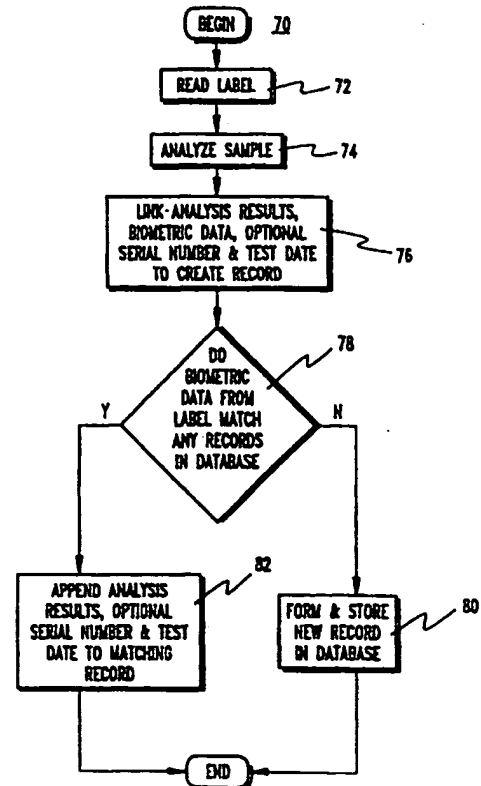 BEGIN
70
READ LABEL
72
ANALYZE SAMPLE
74
LINK-ANALYSIS RESULTS,
BIOMETRIC DATA, OPTIONAL
SERIAL NUMBER & TEST DATE
TO CREATE RECORD
76
DO
BIOMETRIC
DATA FROM
LABEL MATCH
ANY RECORDS
IN DATABASE
78
Y
N
APPEND ANALYSIS
RESULTS, OPTIONAL
SERIAL NUMBER & TEST
DATE TO MATCHING
RECORD
82
FORM & STORE
NEW RECORD
IN DATABASE
80
END